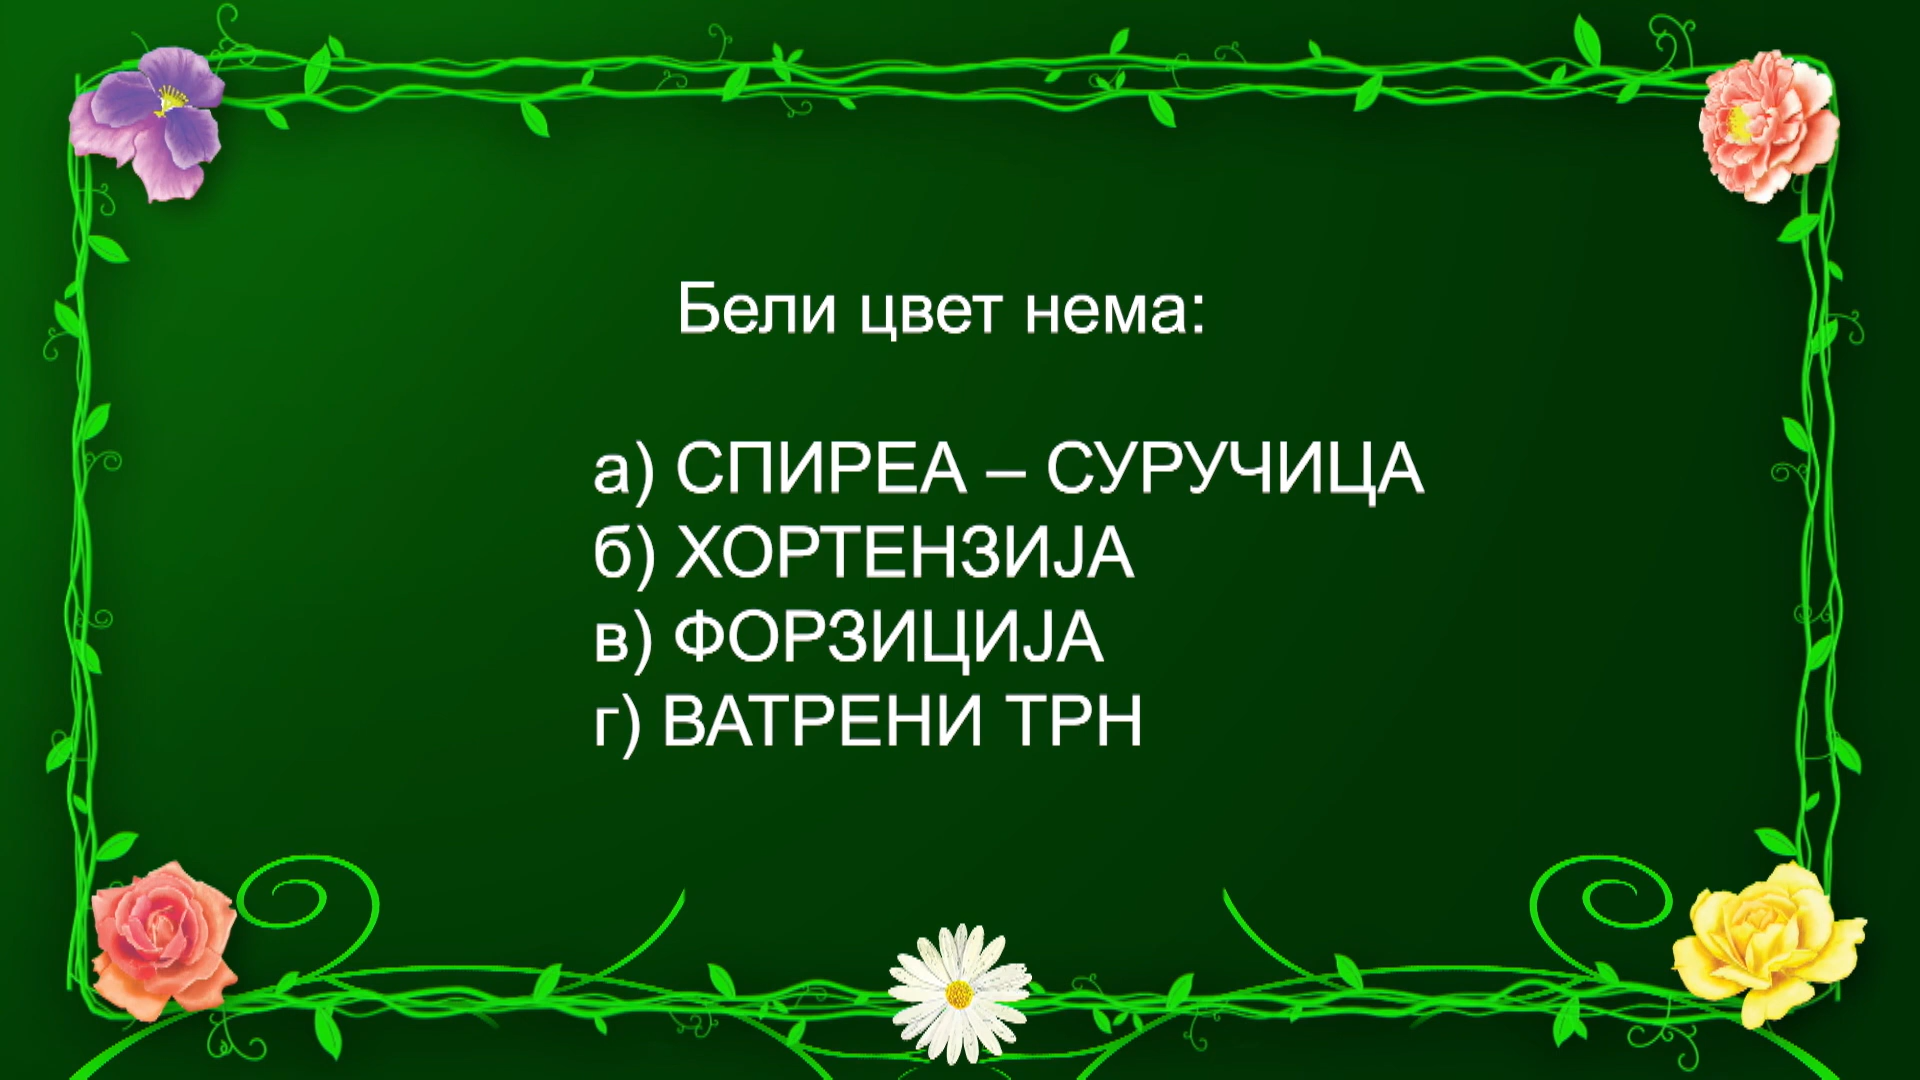 Бели цвет нема:
а) СПИРЕА – СУРУЧИЦА
б) ХОРТЕНЗИЈА
в) ФОРЗИЦИЈА
г) ВАТРЕНИ ТРН